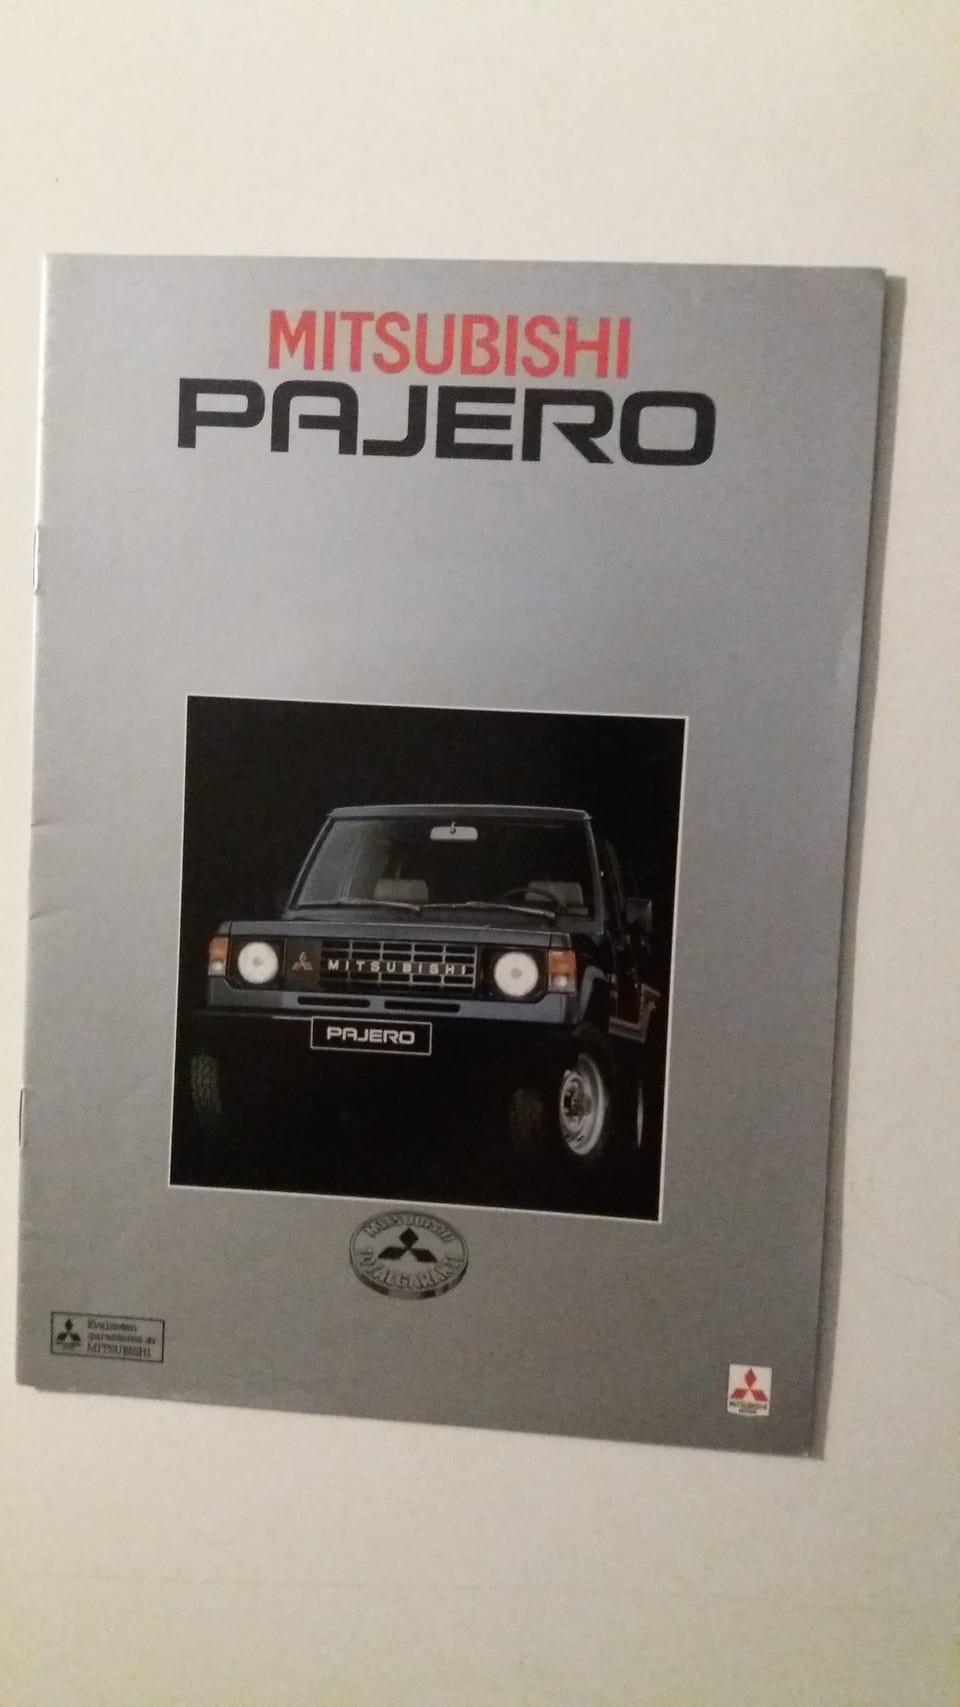 MITSUBISHI
PAJERO
MITSUBISHI
PAJERO
MITSUBISHI
TOTALGARANTI
Kvaliteten
garanteras av
MITSUBISHI
MITSUBISHI